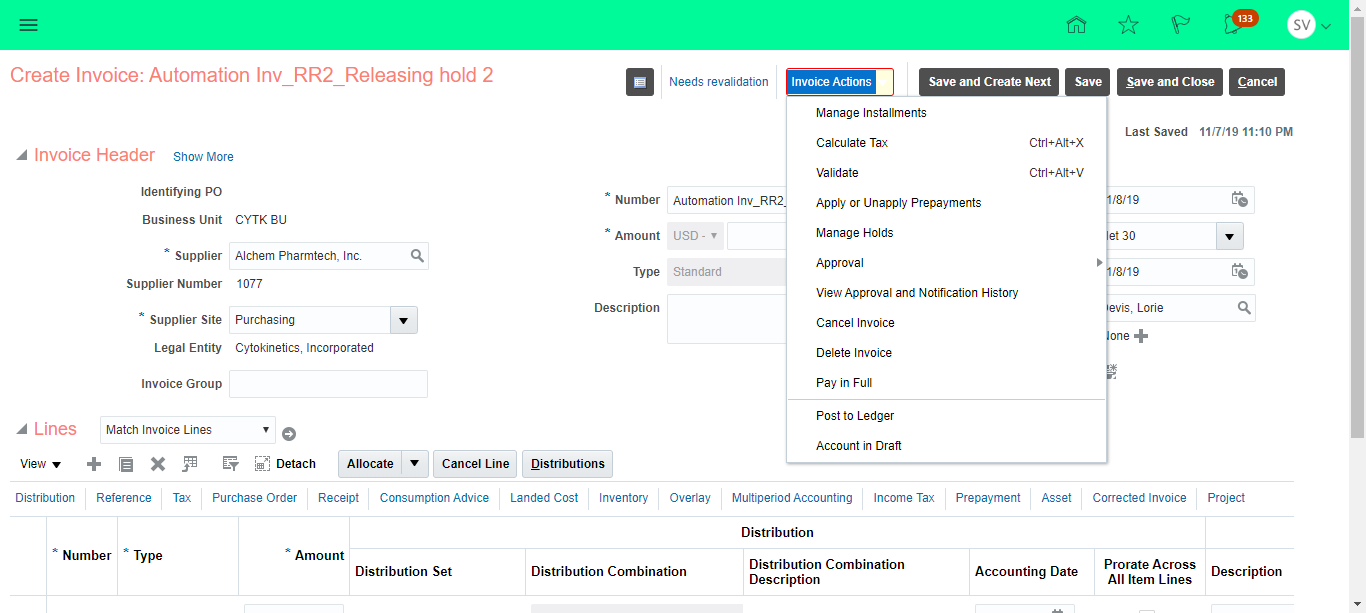 133
SV
Create Invoice: Automation Inv_RR2_Releasing hold 2
Needs revalidation
Invoice Actions
Save and Create Next
Save
Save and Close
Cancel
Last Saved 11/7/19 11:10 PM
Manage Installments
Calculate Tax Ctrl+Alt+X
Validate Ctrl+Alt+V
Apply or Unapply Prepayments
Manage Holds
Approval
View Approval and Notification History
Cancel Invoice
Delete Invoice
Pay in Full
Post to Ledger
Account in Draft
Invoice Header Show More
Identifying PO
Business Unit CYTK BU
* Supplier Alchem Pharmtech, Inc.
Supplier Number 1077
* Supplier Site Purchasing
Legal Entity Cytokinetics, Incorporated
Invoice Group
* Number Automation Inv_RR2_
* Amount USD -
Type Standard
Description
1/8/19
et 30
1/8/19
evis, Lorie
one
Lines Match Invoice Lines
View Detach Allocate Cancel Line Distributions
Distribution Reference Tax Purchase Order Receipt Consumption Advice Landed Cost Inventory Overlay Multiperiod Accounting Income Tax Prepayment Asset Corrected Invoice Project
Distribution
* Number * Type * Amount
Distribution Set
Distribution Combination
Distribution Combination
Description
Accounting Date
Prorate Across
All Item Lines
Description